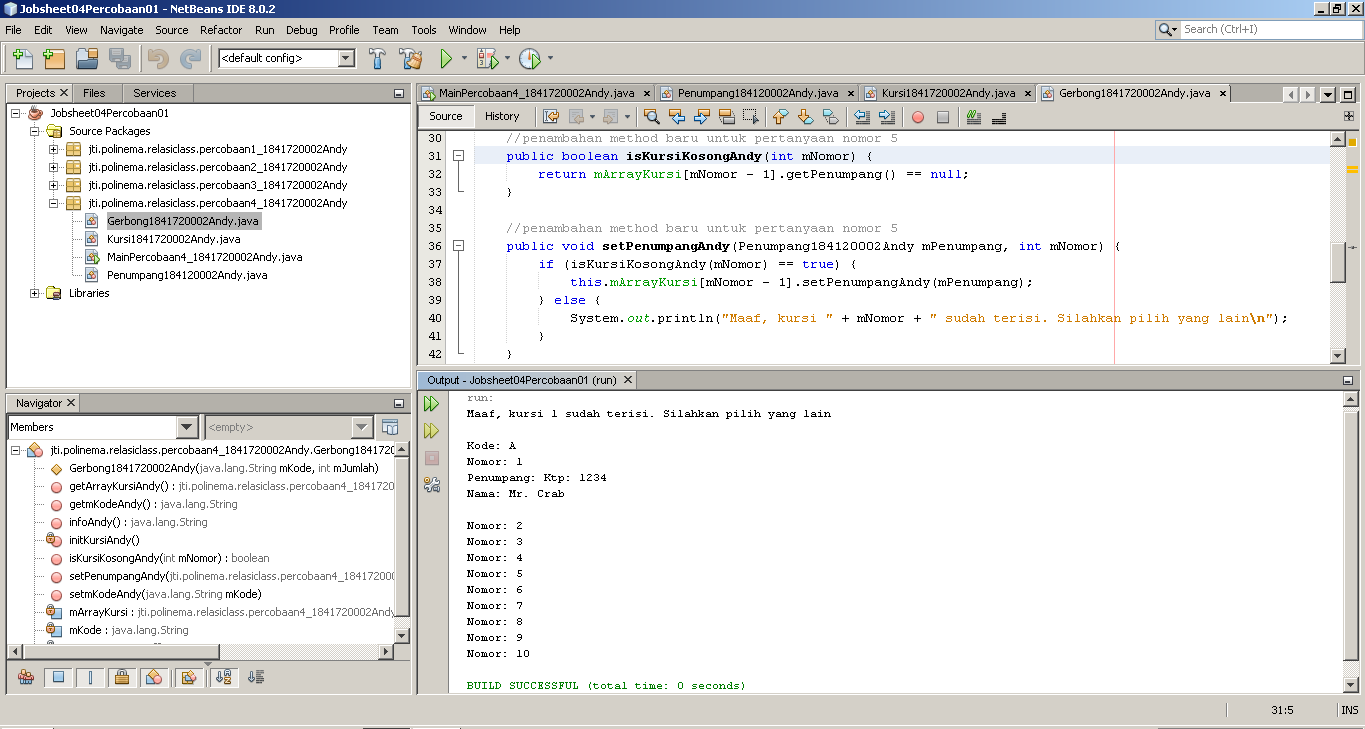 Jobsheet04Percobaan01 - NetBeans IDE 8.0.2
File Edit View Navigate Source Refactor Run Debug Profile Team Tools Window Help
Search (Ctrl+I)
<default config>
Projects Files Services
Jobsheet04Percobaan01
Source Packages
jti.polinema.relasiclass.percobaan1_1841720002Andy
jti.polinema.relasiclass.percobaan2_1841720002Andy
jti.polinema.relasiclass.percobaan3_1841720002Andy
jti.polinema.relasiclass.percobaan4_1841720002Andy
Gerbong1841720002Andy.java
Kursi1841720002Andy.java
MainPercobaan4_1841720002Andy.java
Penumpang184120002Andy.java
Libraries
MainPercobaan4_1841720002Andy.java Penumpang184120002Andy.java Kursi1841720002Andy.java Gerbong1841720002Andy.java
Source History
30 //penambahan method baru untuk pertanyaan nomor 5
31 public boolean isKursiKosongAndy(int mNomor) {
32 return mArrayKursi[mNomor - 1].getPenumpang() == null;
33 }
34
35 //penambahan method baru untuk pertanyaan nomor 5
36 public void setPenumpangAndy(Penumpang184120002Andy mPenumpang, int mNomor) {
37 if (isKursiKosongAndy(mNomor) == true) {
38 this.mArrayKursi[mNomor - 1].setPenumpangAndy(mPenumpang);
39 } else {
40 System.out.println("Maaf, kursi " + mNomor + " sudah terisi. Silahkan pilih yang lain\n");
41 }
42 }
Navigator
Members <empty>
jti.polinema.relasiclass.percobaan4_1841720002Andy.Gerbong1841720
Gerbong1841720002Andy(java.lang.String mKode, int mJumlah)
getArrayKursiAndy() : jti.polinema.relasiclass.percobaan4_184172
getmKodeAndy() : java.lang.String
infoAndy() : java.lang.String
initKursiAndy()
isKursiKosongAndy(int mNomor) : boolean
setPenumpangAndy(jti.polinema.relasiclass.percobaan4_18417200
setmKodeAndy(java.lang.String mKode)
mArrayKursi : jti.polinema.relasiclass.percobaan4_1841720002Andy
mKode : java.lang.String
Output - Jobsheet04Percobaan01 (run)
run:
Maaf, kursi 1 sudah terisi. Silahkan pilih yang lain
Kode: A
Nomor: 1
Penumpang: Ktp: 1234
Nama: Mr. Crab
Nomor: 2
Nomor: 3
Nomor: 4
Nomor: 5
Nomor: 6
Nomor: 7
Nomor: 8
Nomor: 9
Nomor: 10
BUILD SUCCESSFUL (total time: 0 seconds)
31:5 INS